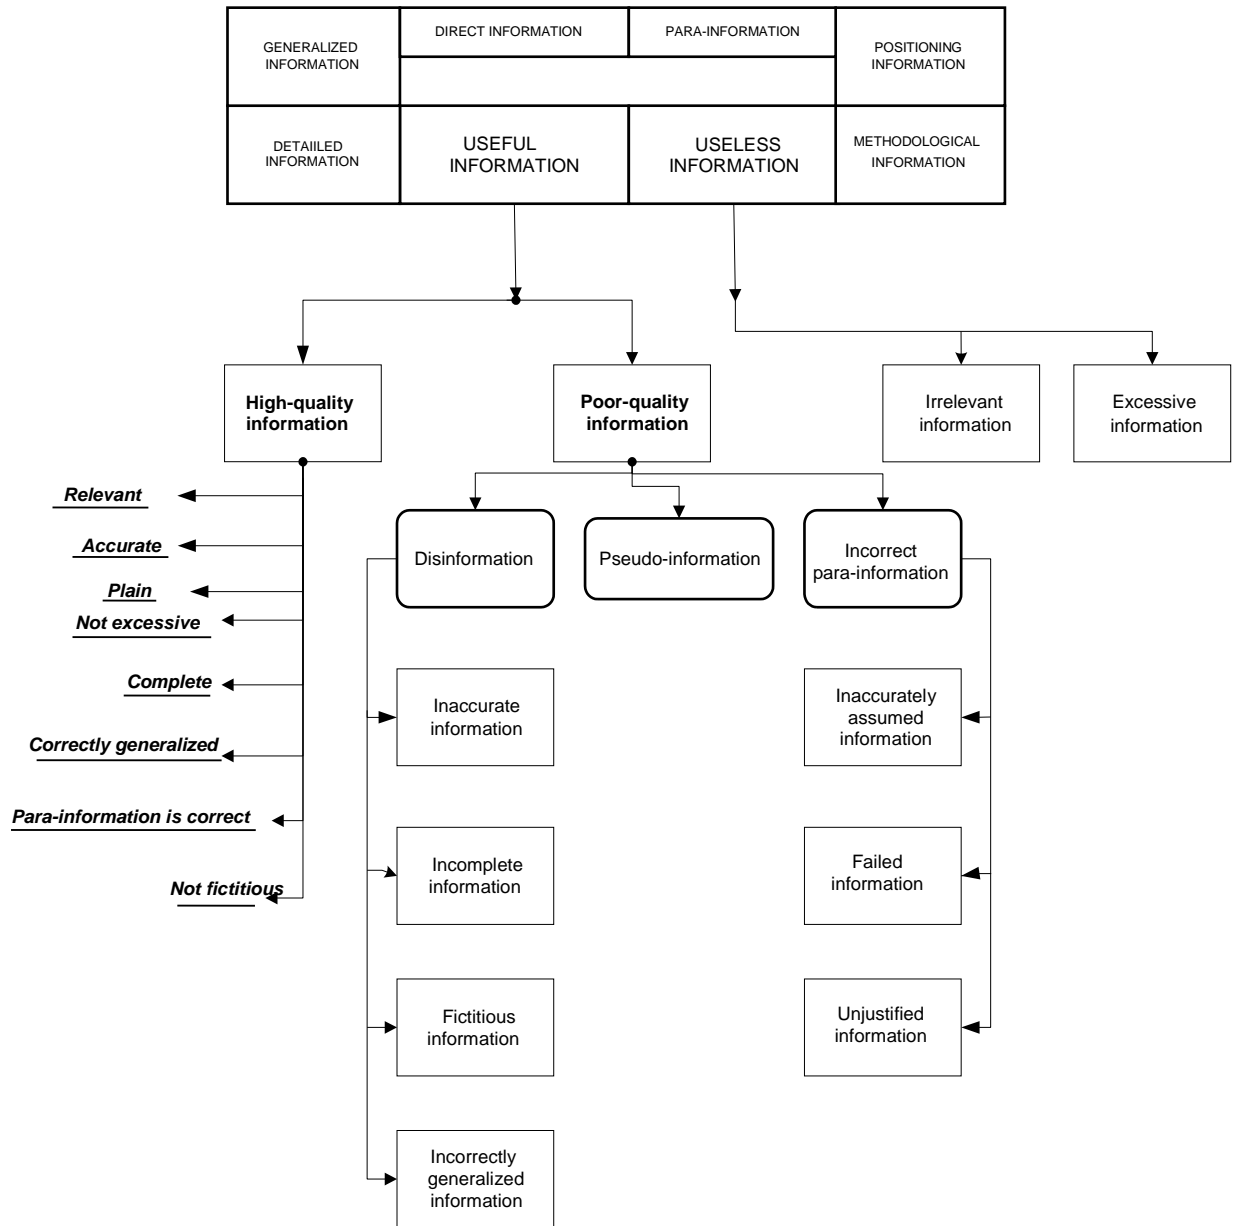 GENERALIZED
INFORMATION
DIRECT INFORMATION
PARA-INFORMATION
POSITIONING
INFORMATION
DETAIILED
INFORMATION
USEFUL
INFORMATION
USELESS
INFORMATION
METHODOLOGICAL
INFORMATION
High-quality
information
Poor-quality
information
Irrelevant
information
Excessive
information
Relevant
Accurate
Plain
Not excessive
Complete
Correctly generalized
Para-information is correct
Not fictitious
Disinformation
Pseudo-information
Incorrect
para-information
Inaccurate
information
Inaccurately
assumed
information
Incomplete
information
Failed
information
Fictitious
information
Unjustified
information
Incorrectly
generalized
information